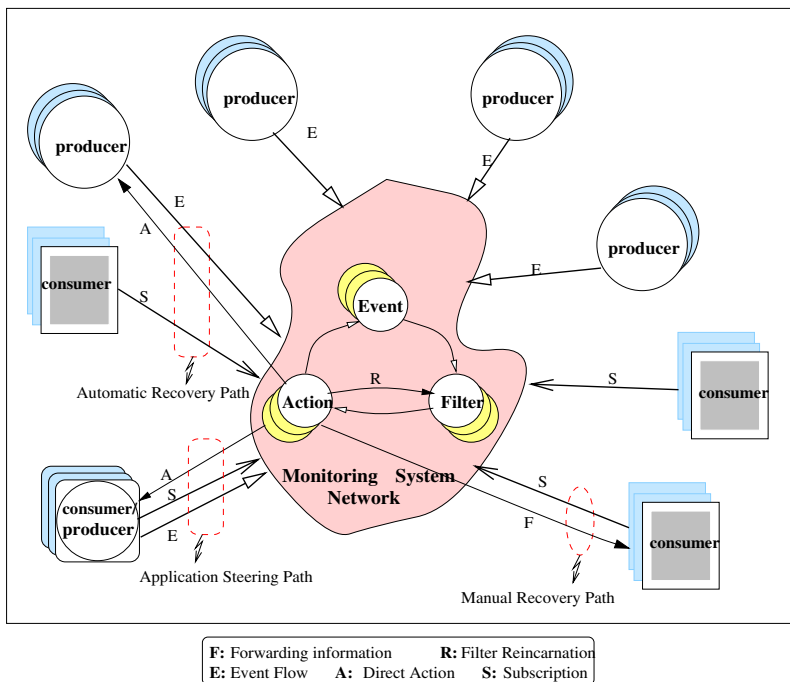 producer
producer
producer
E
E
E
A
producer
consumer
E
S
Event
Automatic Recovery Path
R
S
consumer
Action
Filter
A
Monitoring System
Network
S
S
consumer/
producer
E
F
consumer
Application Steering Path
Manual Recovery Path
F: Forwarding information R: Filter Reincarnation
E: Event Flow A: Direct Action S: Subscription